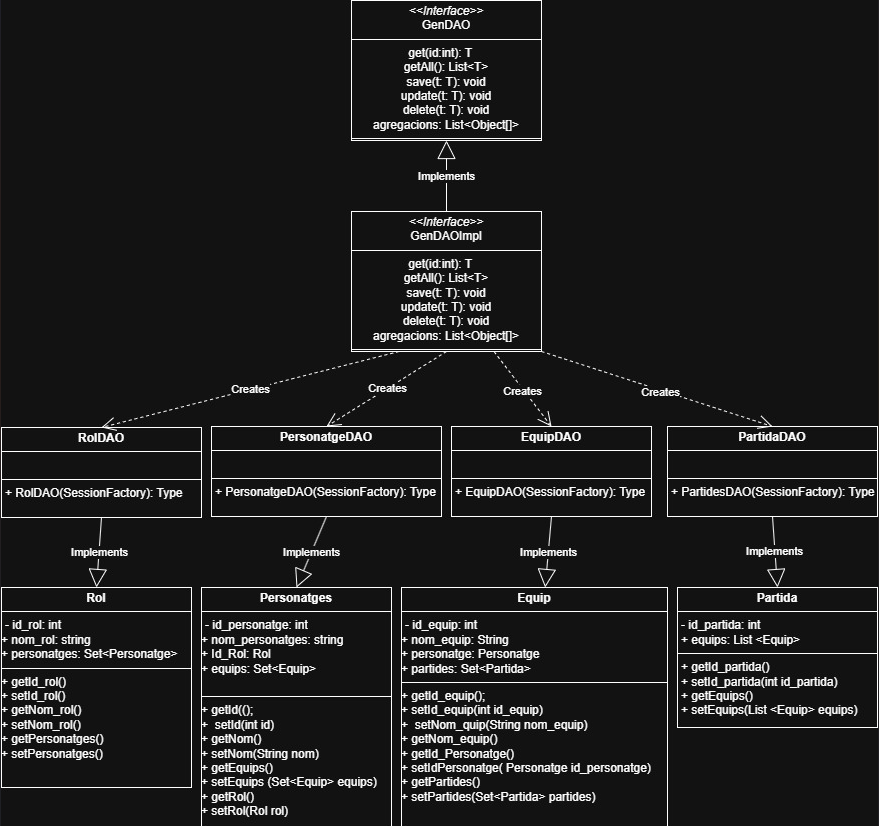 <<Interface>>
GenDAO
get(id:int): T
getAll(): List<T>
save(t: T): void
update(t: T): void
delete(t: T): void
agregacions: List<Object[]>
Implements
<<Interface>>
GenDAOImpl
get(id:int): T
getAll(): List<T>
save(t: T): void
update(t: T): void
delete(t: T): void
agregacions: List<Object[]>
Creates
Creates
Creates
Creates
RolDAO
+ RolDAO(SessionFactory): Type
PersonatgeDAO
+ PersonatgeDAO(SessionFactory): Type
EquipDAO
+ EquipDAO(SessionFactory): Type
PartidaDAO
+ PartidesDAO(SessionFactory): Type
Implements
Implements
Implements
Implements
Rol
- id_rol: int
+ nom_rol: string
+ personatges: Set<Personatge>
+ getId_rol()
+ setId_rol()
+ getNom_rol()
+ setNom_rol()
+ getPersonatges()
+ setPersonatges()
Personatges
- id_personatge: int
+ nom_personatges: string
+ Id_Rol: Rol
+ equips: Set<Equip>
+ getId(();
+ setId(int id)
+ getNom()
+ setNom(String nom)
+ getEquips()
+ setEquips (Set<Equip> equips)
+ getRol()
+ setRol(Rol rol)
Equip
- id_equip: int
+ nom_equip: String
+ personatge: Personatge
+ partides: Set<Partida>
+ getId_equip();
+ setId_equip(int id_equip)
+ setNom_quip(String nom_equip)
+ getNom_equip()
+ getId_Personatge()
+ setIdPersonatge( Personatge id_personatge)
+ getPartides()
+ setPartides(Set<Partida> partides)
Partida
- id_partida: int
+ equips: List <Equip>
+ getId_partida()
+ setId_partida(int id_partida)
+ getEquips()
+ setEquips(List <Equip> equips)